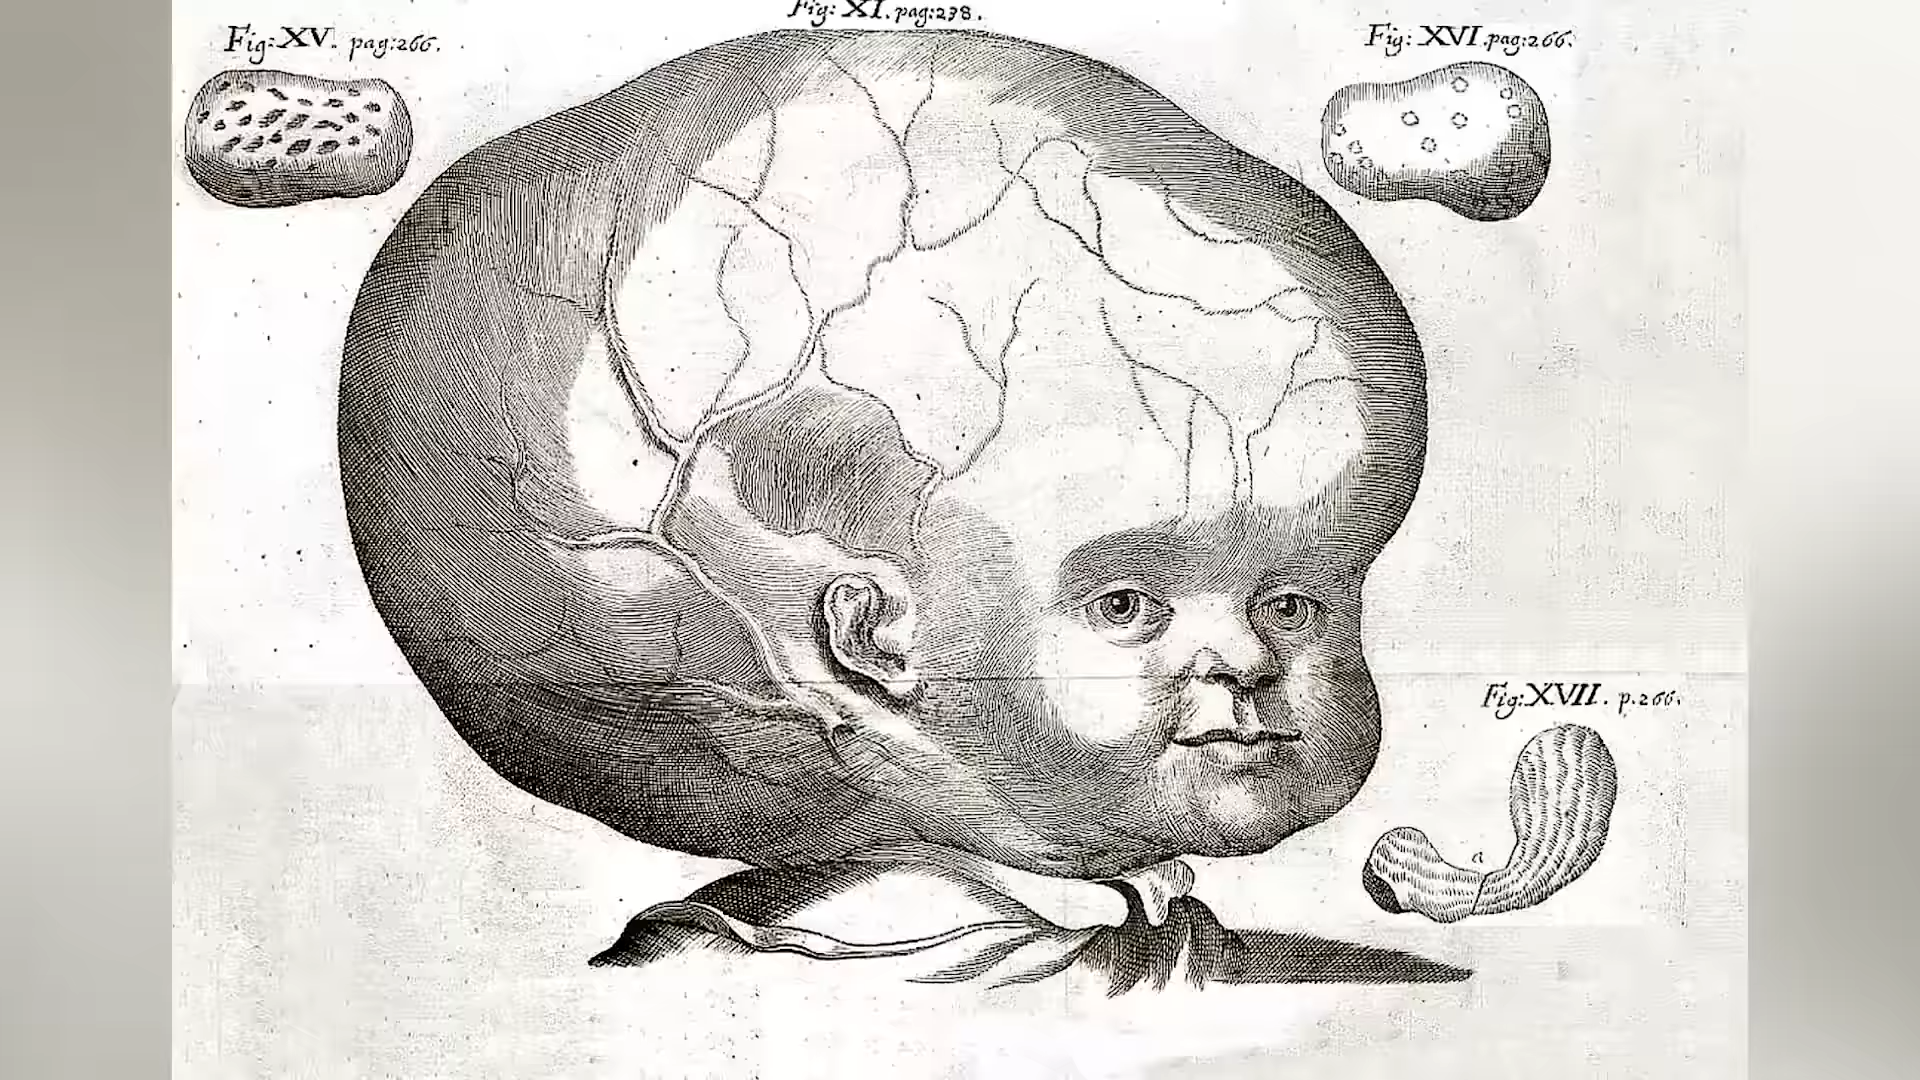 Fig: XI. pag: 238.
Fig: XV. pag: 266.
Fig: XVI. pag: 266.
Fig: XVII. p. 266.
a